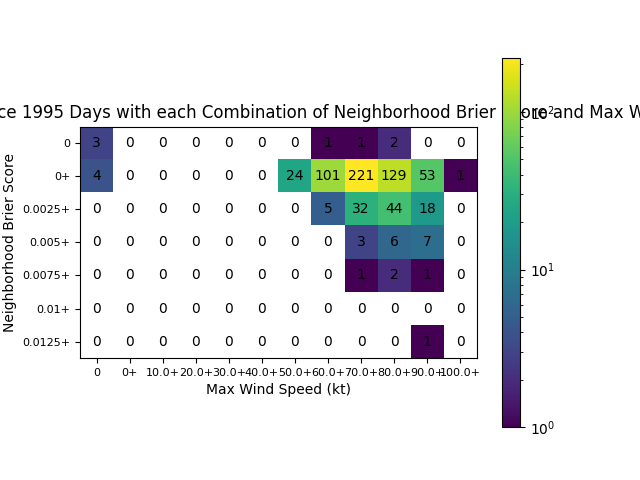 ce 1995 Days with each Combination of Neighborhood Brier Score and Max W
10²
0 3 0 0 0 0 0 0 1 1 2 0 0
0+ 4 0 0 0 0 0 24 101 221 129 53 1
0.0025+ 0 0 0 0 0 0 0 5 32 44 18 0
0.005+ 0 0 0 0 0 0 0 0 3 6 7 0
10¹
0.0075+ 0 0 0 0 0 0 0 0 1 2 1 0
0.01+ 0 0 0 0 0 0 0 0 0 0 0 0
0.0125+ 0 0 0 0 0 0 0 0 0 0 1 0
0 0+ 10.0+ 20.0+ 30.0+ 40.0+ 50.0+ 60.0+ 70.0+ 80.0+ 90.0+ 100.0+
Neighborhood Brier Score
Max Wind Speed (kt)
10⁰